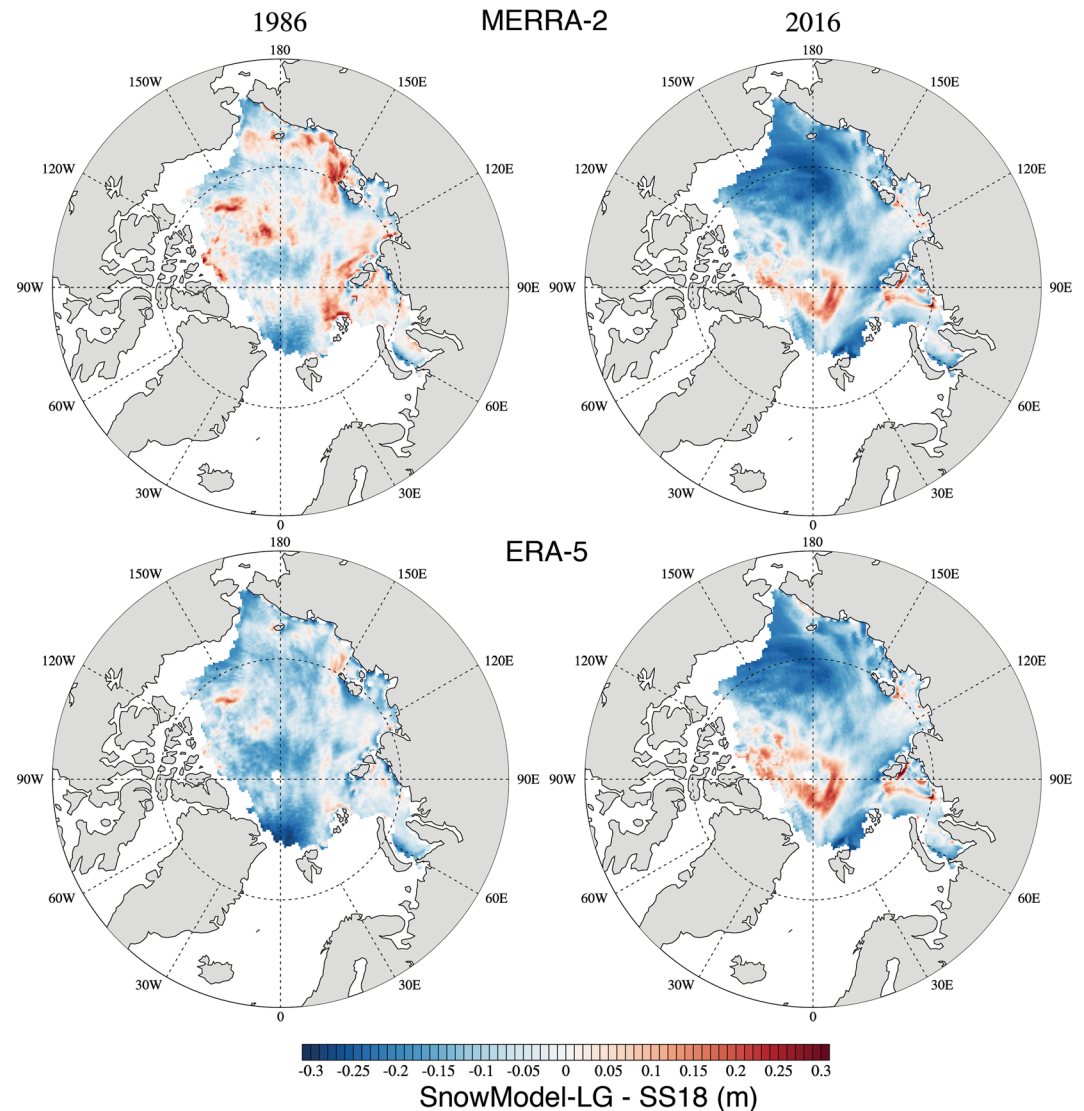 1986 MERRA-2 2016
180 180
150W 150E 150W 150E
120W 120E 120W 120E
90W 90E 90W 90E
60W 60E 60W 60E
30W 30E 30W 30E
0 0
ERA-5
180 180
150W 150E 150W 150E
120W 120E 120W 120E
90W 90E 90W 90E
60W 60E 60W 60E
30W 30E 30W 30E
0 0
-0.3 -0.25 -0.2 -0.15 -0.1 -0.05 0 0.05 0.1 0.15 0.2 0.25 0.3
SnowModel-LG - SS18 (m)